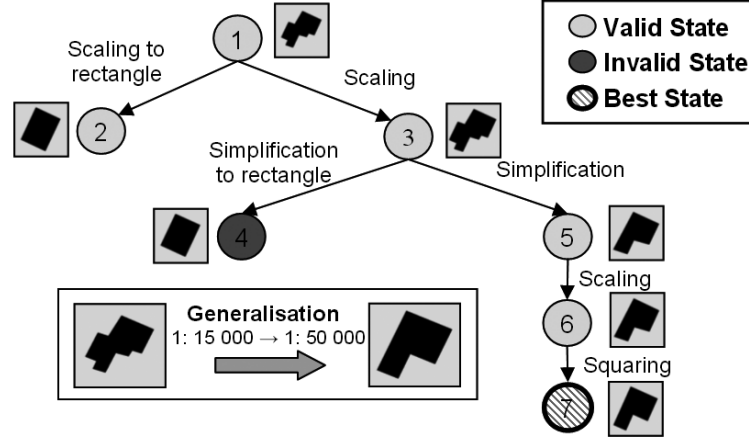 1
Scaling to
rectangle
Scaling
Valid State
Invalid State
Best State
2
3
Simplification
to rectangle
Simplification
4
5
Scaling
Generalisation
1: 15 000 → 1: 50 000
6
Squaring
7